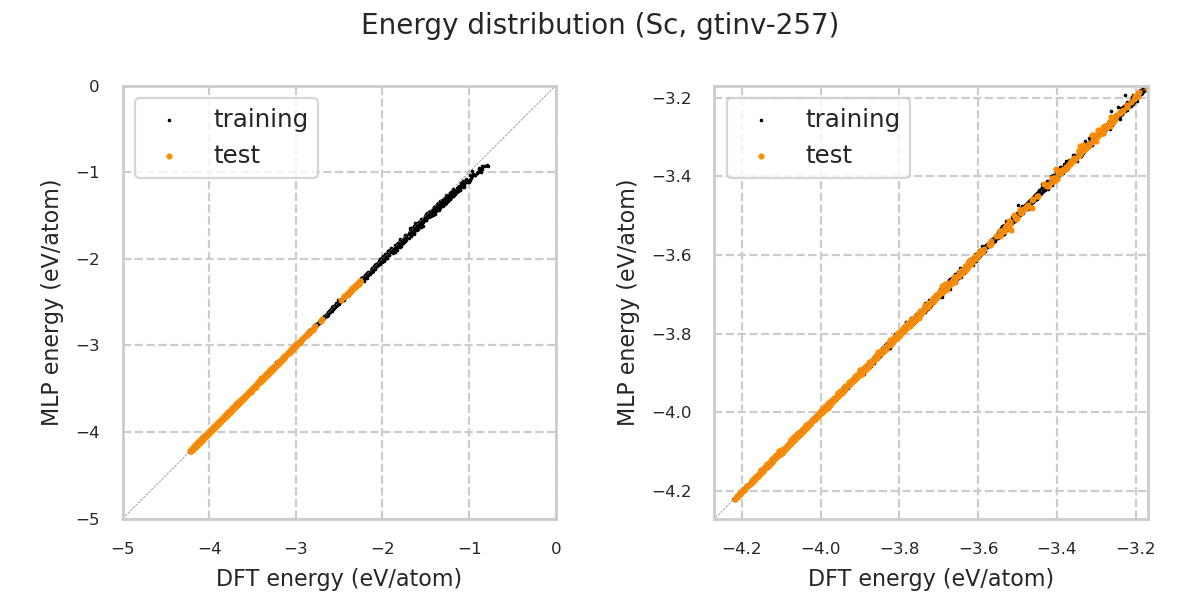 Energy distribution (Sc, gtinv-257)
training
test
0
−1
−2
−3
−4
−5
−5
−4
−3
−2
−1
0
MLP energy (eV/atom)
DFT energy (eV/atom)
training
test
−3.2
−3.4
−3.6
−3.8
−4.0
−4.2
−4.2
−4.0
−3.8
−3.6
−3.4
−3.2
MLP energy (eV/atom)
DFT energy (eV/atom)